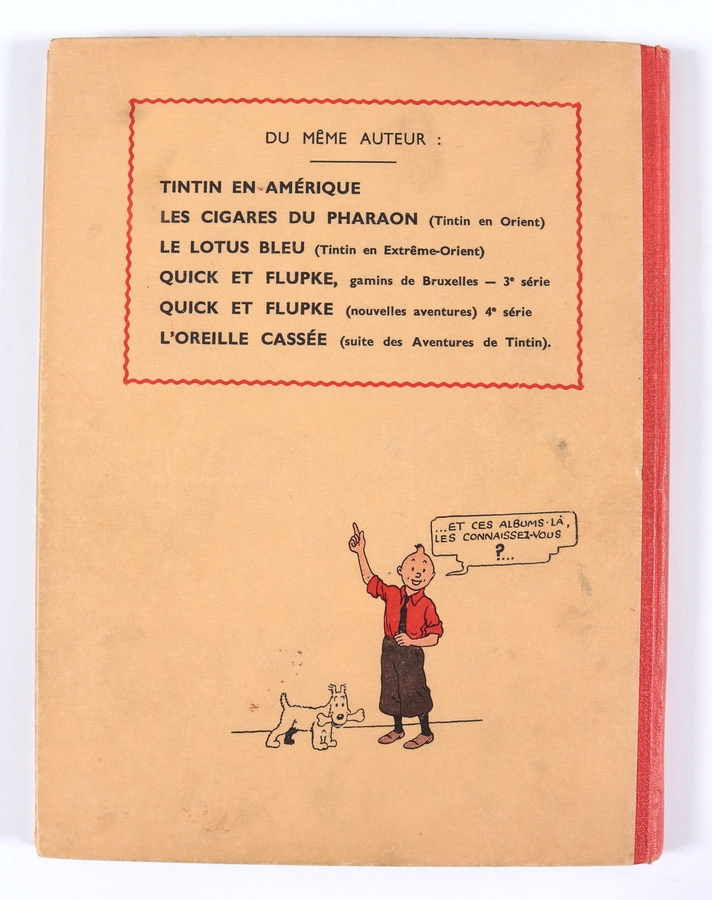 DU MÊME AUTEUR :
TINTIN EN AMÉRIQUE
LES CIGARES DU PHARAON (Tintin en Orient)
LE LOTUS BLEU (Tintin en Extrême-Orient)
QUICK ET FLUPKE, gamins de Bruxelles — 3e série
QUICK ET FLUPKE (nouvelles aventures) 4e série
L'OREILLE CASSÉE (suite des Aventures de Tintin).
...ET CES ALBUMS-LÀ,
LES CONNAISSEZ-VOUS
?...